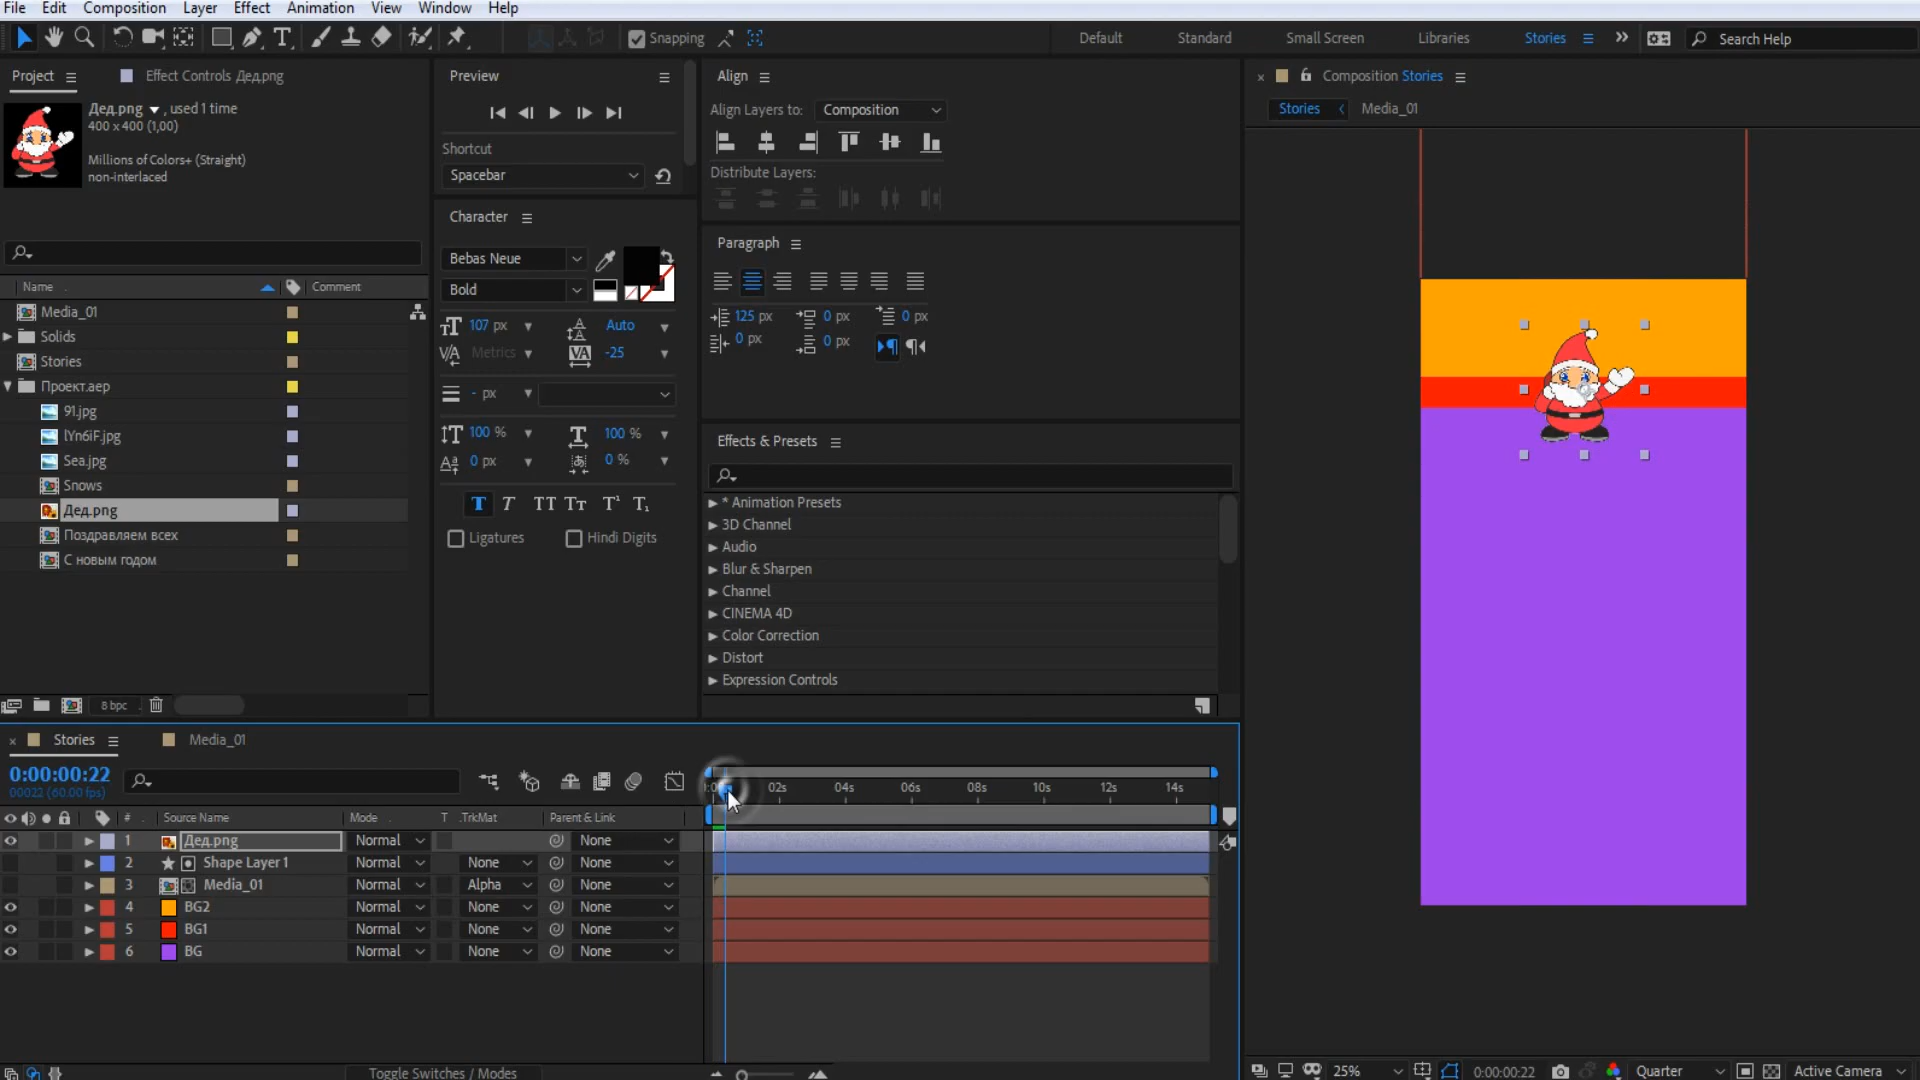 File Edit Composition Layer Effect Animation View Window Help
Snapping
Default Standard Small Screen Libraries Stories Search Help
Project Effect Controls Дед.png
Дед.png , used 1 time
400 x 400 (1,00)
Millions of Colors+ (Straight)
non-interlaced
Name Comment
Media_01
Solids
Stories
Проект.aep
91.jpg
lYn6iF.jpg
Sea.jpg
Snows
Дед.png
Поздравляем всех
С новым годом
8 bpc
Preview
Shortcut
Spacebar
Character
Bebas Neue
Bold
107 px Auto
Metrics -25
- px
100 % 100 %
0 px 0 %
T T TT Tt T¹ T₁
Ligatures Hindi Digits
Align
Align Layers to: Composition
Distribute Layers:
Paragraph
125 px 0 px 0 px
0 px 0 px
Effects & Presets
* Animation Presets
3D Channel
Audio
Blur & Sharpen
Channel
CINEMA 4D
Color Correction
Distort
Expression Controls
Composition Stories
Stories Media_01
25% 0:00:00:22 Quarter Active Camera
Stories Media_01
0:00:00:22
00022 (60.00 fps)
02s 04s 06s 08s 10s 12s 14s
# Source Name Mode T .TrkMat Parent & Link
1 Дед.png Normal None
2 Shape Layer 1 Normal None None
3 Media_01 Normal Alpha None
4 BG2 Normal None None
5 BG1 Normal None None
6 BG Normal None None
Toggle Switches / Modes